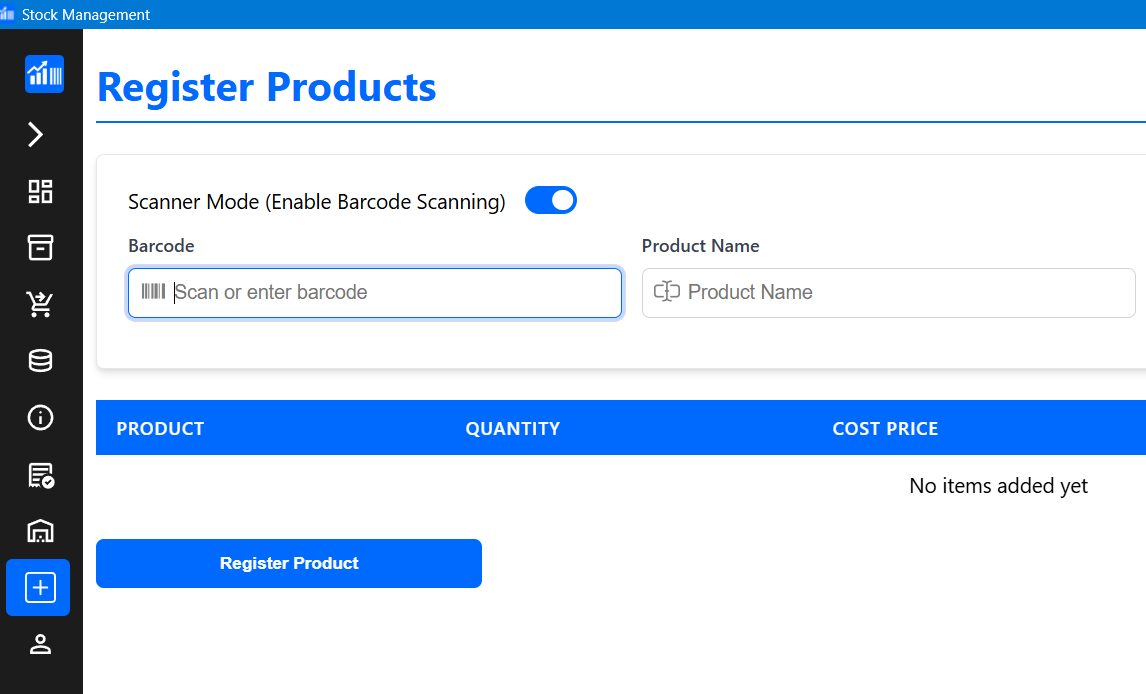 Stock Management
Register Products
Scanner Mode (Enable Barcode Scanning)
Barcode Product Name
Scan or enter barcode Product Name
PRODUCT QUANTITY COST PRICE
No items added yet
Register Product